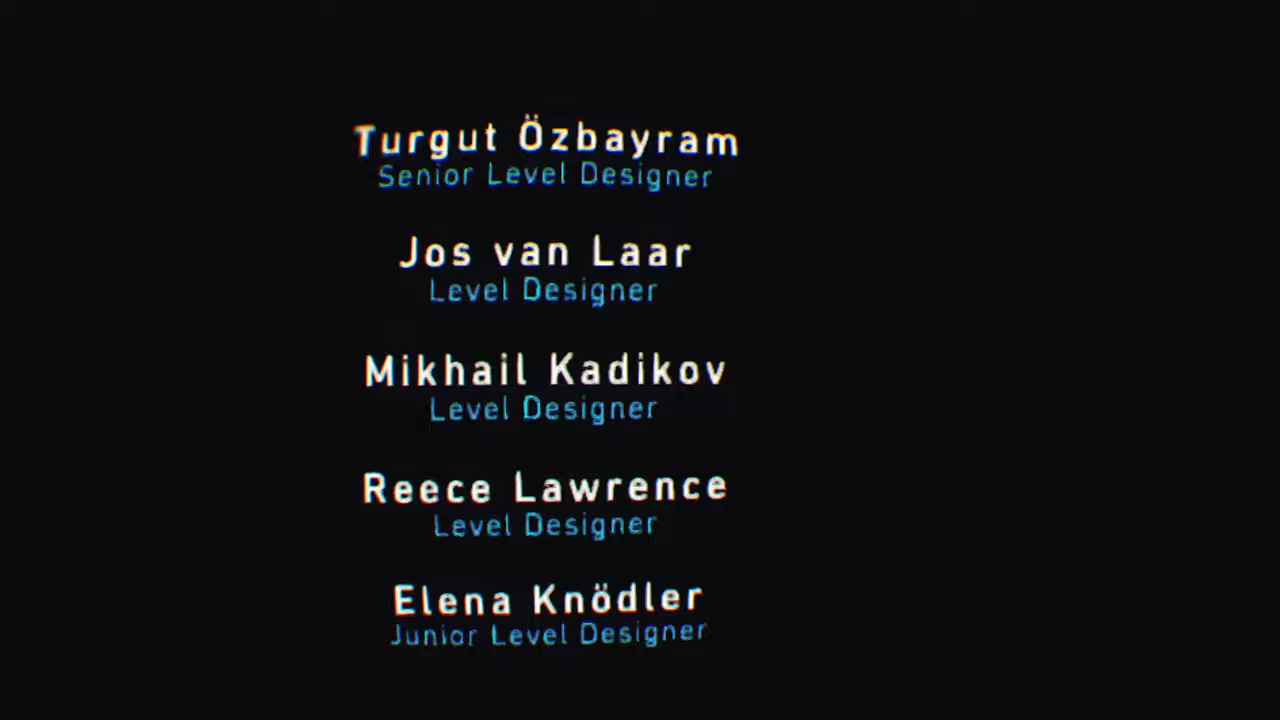 Turgut Özbayram
Senior Level Designer
Jos van Laar
Level Designer
Mikhail Kadikov
Level Designer
Reece Lawrence
Level Designer
Elena Knödler
Junior Level Designer